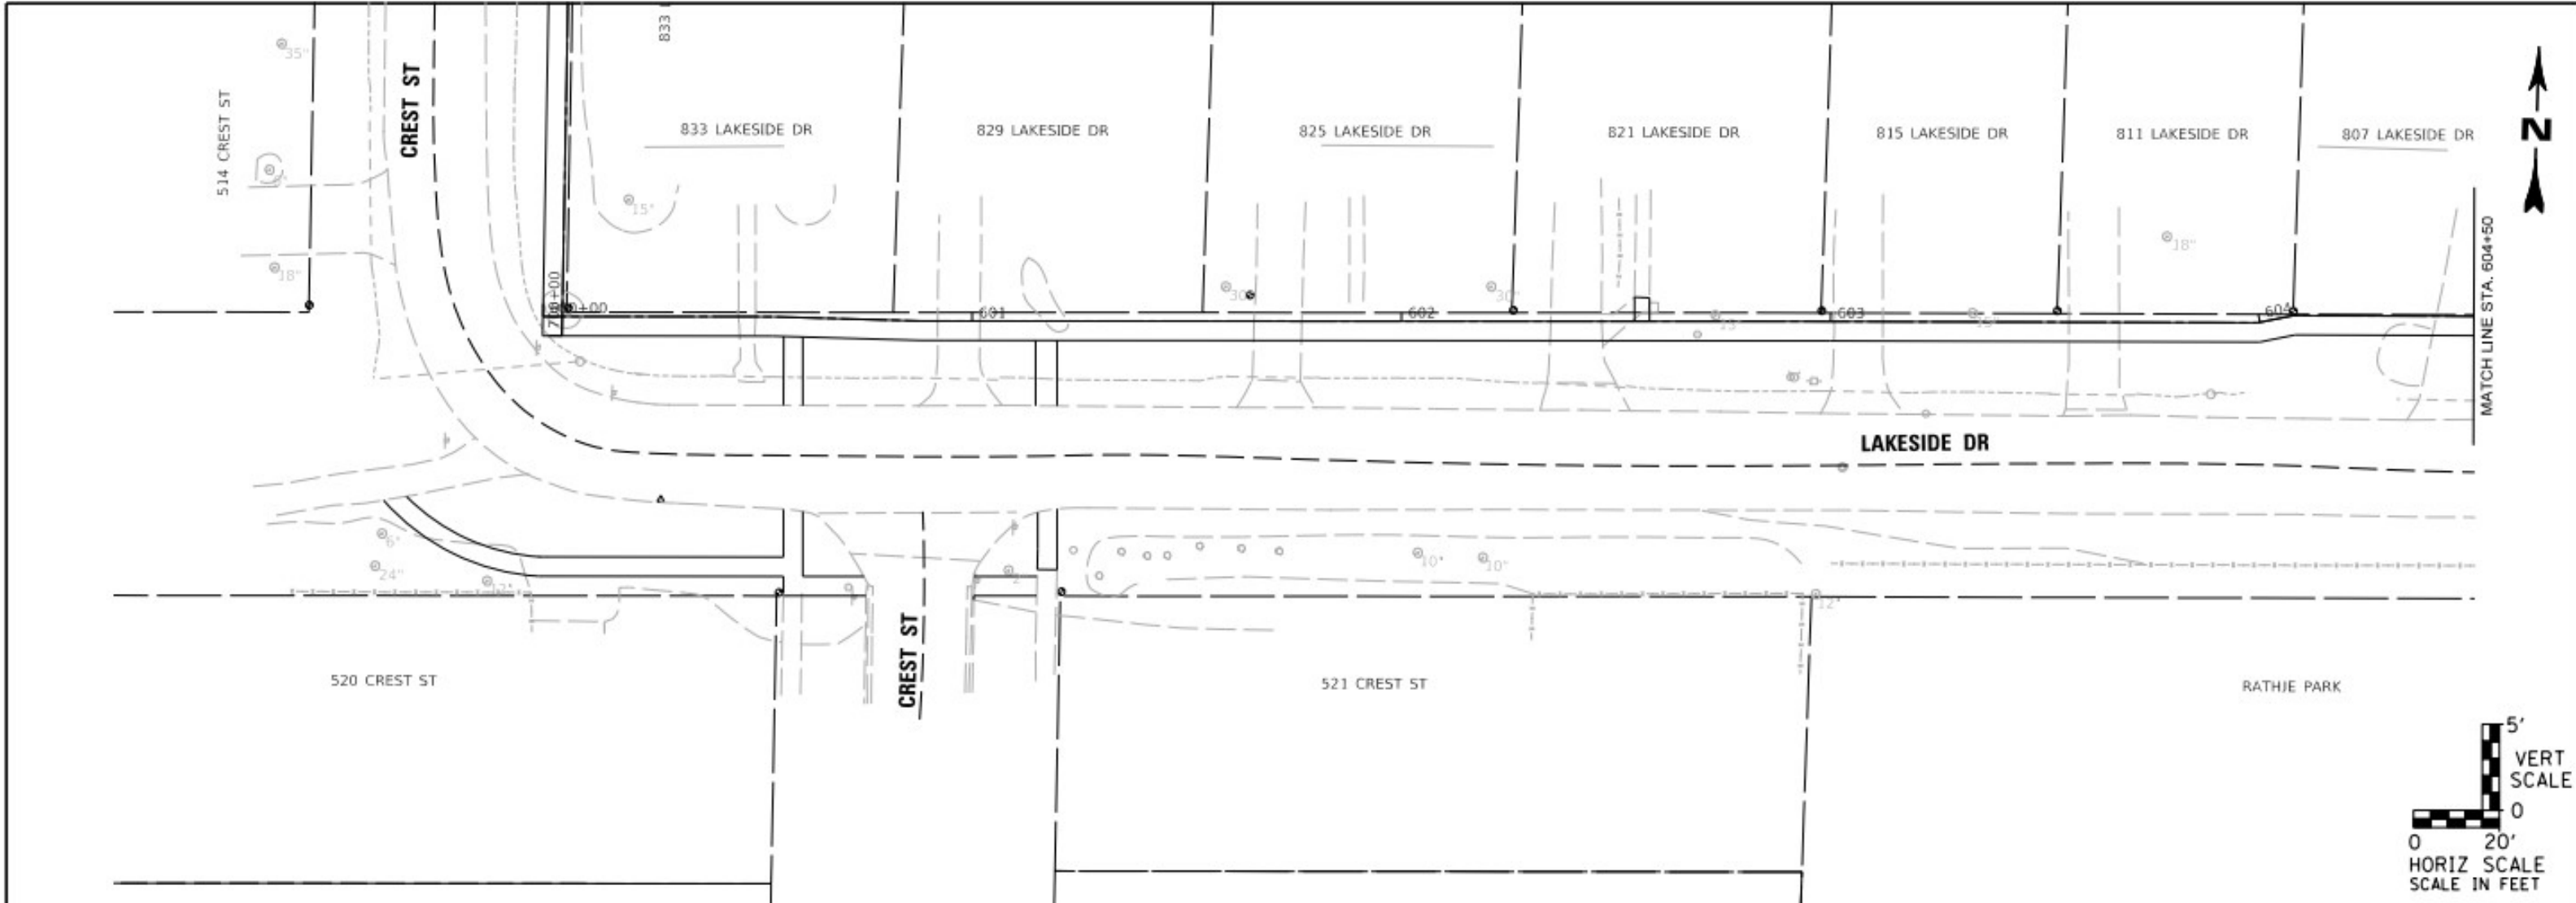 35"
514 CREST ST
CREST ST
833
833 LAKESIDE DR
829 LAKESIDE DR
825 LAKESIDE DR
821 LAKESIDE DR
815 LAKESIDE DR
811 LAKESIDE DR
807 LAKESIDE DR
N
15"
18"
18"
30"
30"
601
602
603
604
MATCH LINE STA. 604+50
LAKESIDE DR
6"
24"
12"
10"
10"
12"
CREST ST
520 CREST ST
521 CREST ST
RATHJE PARK
5'
VERT
SCALE
0
0 20'
HORIZ SCALE
SCALE IN FEET